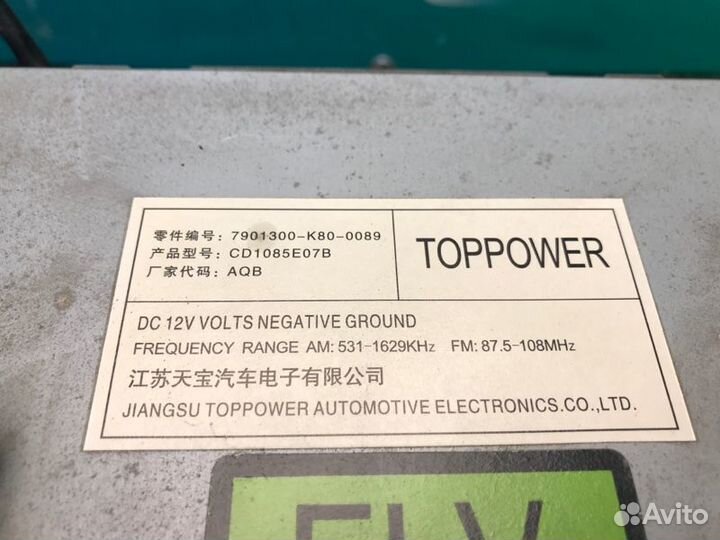 零件编号: 7901300-K80-0089
产品型号: CD1085E07B
厂家代码: AQB
TOPPOWER
DC 12V VOLTS NEGATIVE GROUND
FREQUENCY RANGE AM: 531-1629KHz FM: 87.5-108MHz
江苏天宝汽车电子有限公司
JIANGSU TOPPOWER AUTOMOTIVE ELECTRONICS.CO.,LTD.
ELV
Avito